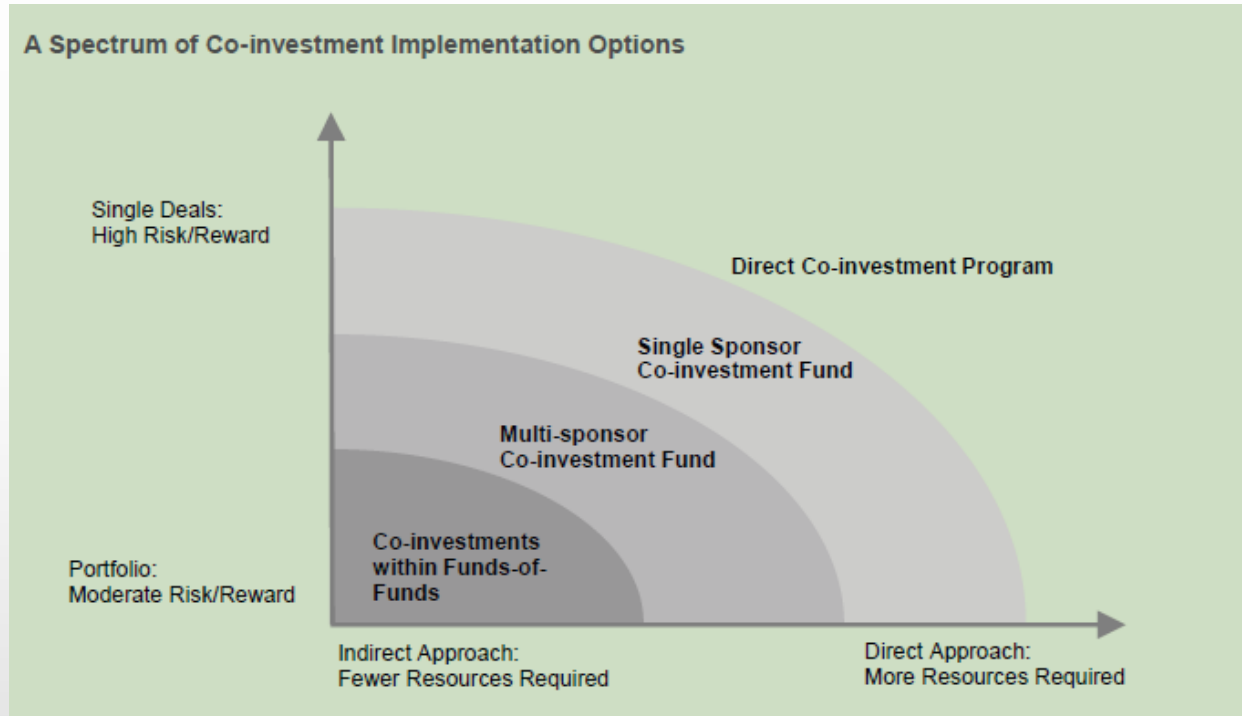 A Spectrum of Co-investment Implementation Options
Single Deals:
High Risk/Reward
Direct Co-investment Program
Single Sponsor
Co-investment Fund
Multi-sponsor
Co-investment Fund
Co-investments
within Funds-of-
Funds
Portfolio:
Moderate Risk/Reward
Indirect Approach:
Fewer Resources Required
Direct Approach:
More Resources Required